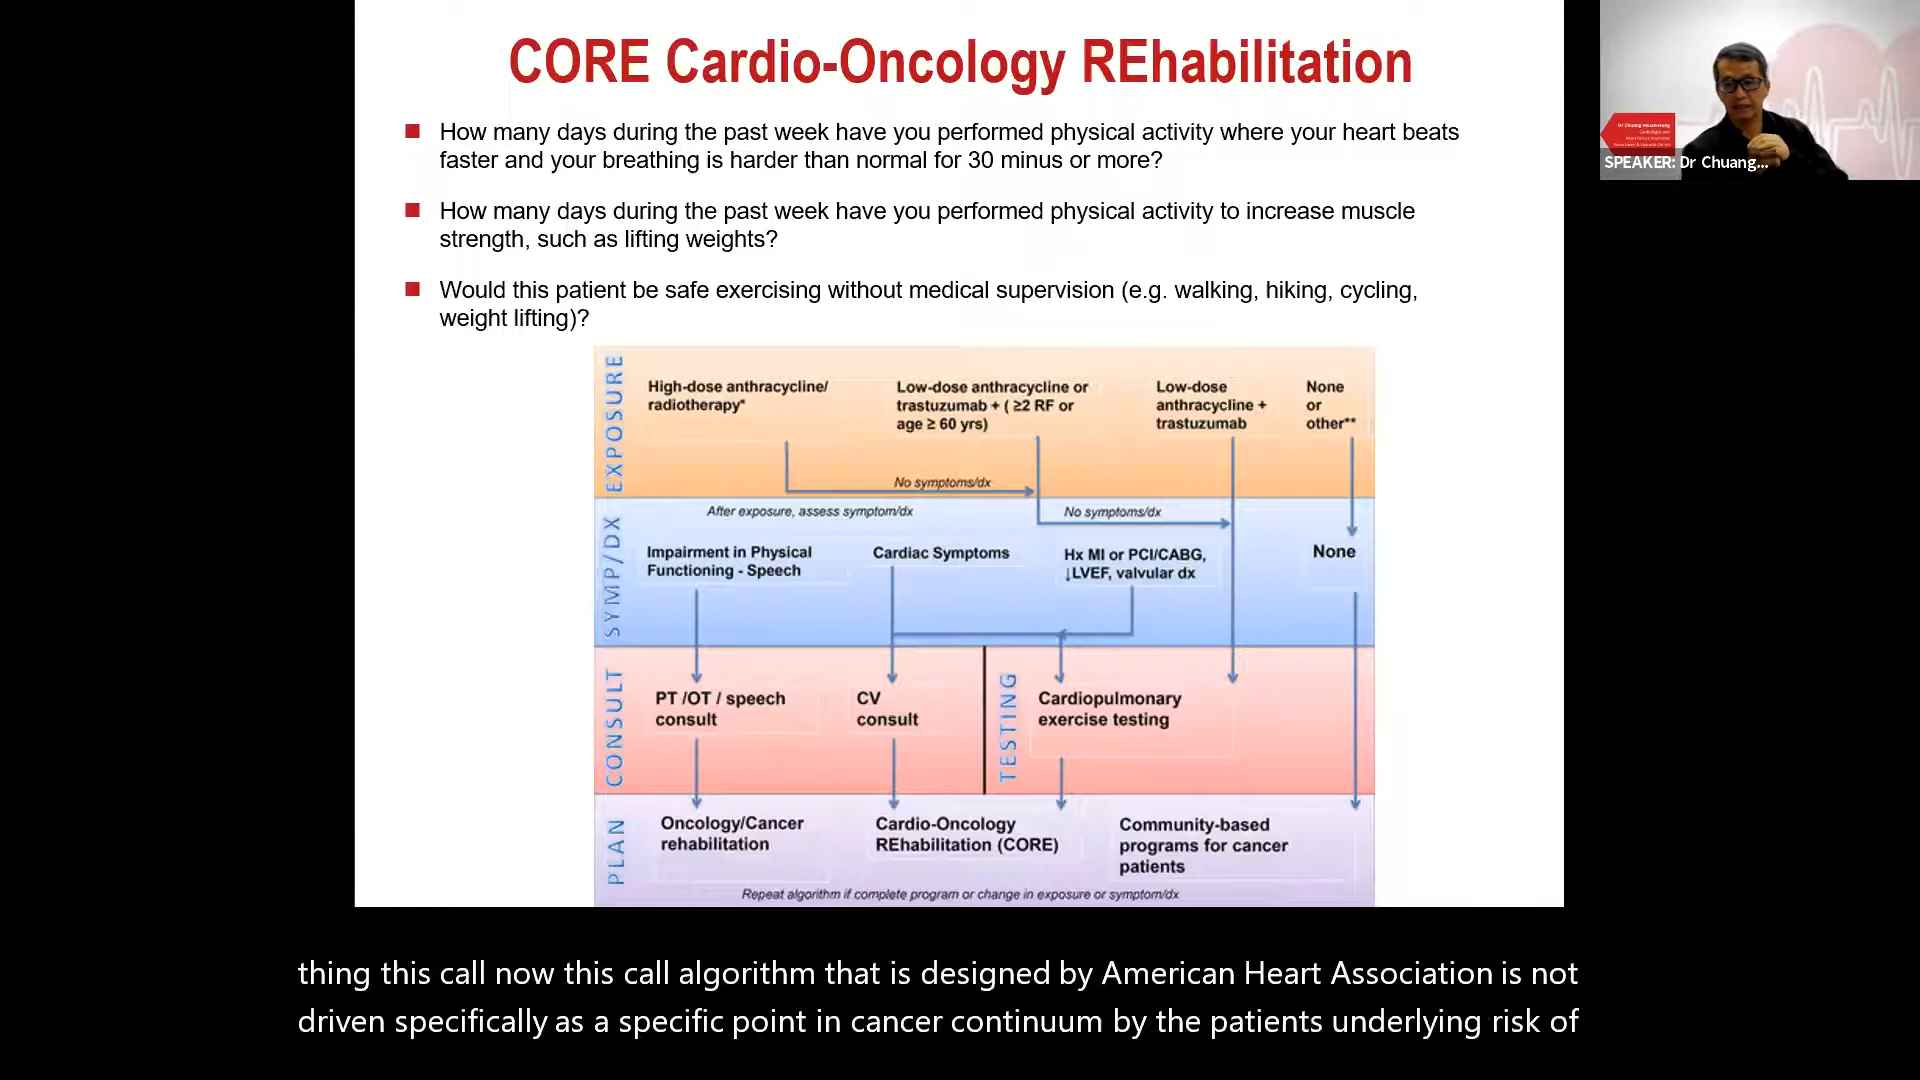 CORE Cardio-Oncology REhabilitation
How many days during the past week have you performed physical activity where your heart beats
faster and your breathing is harder than normal for 30 minus or more?
How many days during the past week have you performed physical activity to increase muscle
strength, such as lifting weights?
Would this patient be safe exercising without medical supervision (e.g. walking, hiking, cycling,
weight lifting)?
EXPOSURE
High-dose anthracycline/
radiotherapy*
Low-dose anthracycline or
trastuzumab + ( ≥2 RF or
age ≥ 60 yrs)
Low-dose
anthracycline +
trastuzumab
None
or
other**
No symptoms/dx
SYMP/DX
After exposure, assess symptom/dx
No symptoms/dx
Impairment in Physical
Functioning - Speech
Cardiac Symptoms
Hx MI or PCI/CABG,
↓LVEF, valvular dx
None
CONSULT
PT /OT / speech
consult
CV
consult
TESTING
Cardiopulmonary
exercise testing
PLAN
Oncology/Cancer
rehabilitation
Cardio-Oncology
REhabilitation (CORE)
Community-based
programs for cancer
patients
Repeat algorithm if complete program or change in exposure or symptom/dx
Dr Chuang Hsuan-Hung
SPEAKER: Dr Chuang...
thing this call now this call algorithm that is designed by American Heart Association is not
driven specifically as a specific point in cancer continuum by the patients underlying risk of